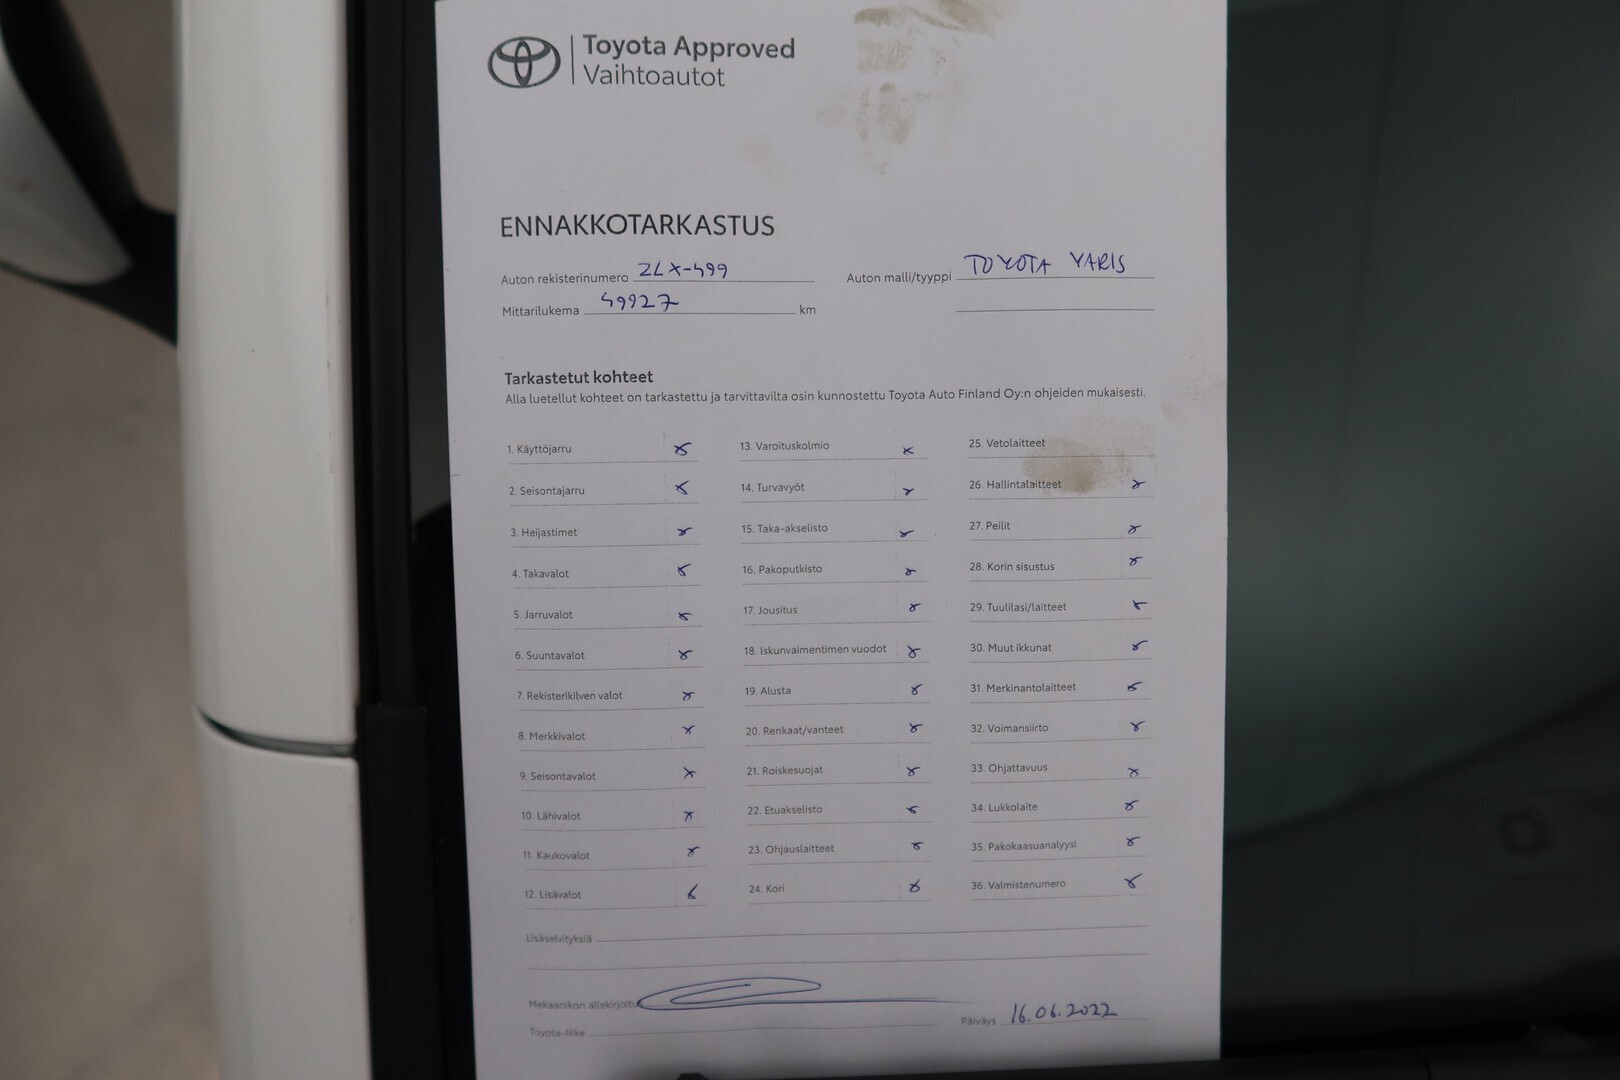 Toyota Approved
Vaihtoautot
ENNAKKOTARKASTUS
Auton rekisterinumero ZLX-499 Auton malli/tyyppi TOYOTA YARIS
Mittarilukema 49927 km
Tarkastetut kohteet
Alla luetellut kohteet on tarkastettu ja tarvittavilta osin kunnostettu Toyota Auto Finland Oy:n ohjeiden mukaisesti.
1. Käyttöjarru x
2. Seisontajarru x
3. Heijastimet x
4. Takavalot x
5. Jarruvalot x
6. Suuntavalot x
7. Rekisterikilven valot x
8. Merkkivalot x
9. Seisontavalot x
10. Lähivalot x
11. Kaukovalot x
12. Lisävalot x
13. Varoituskolmio x
14. Turvavyöt x
15. Taka-akselisto x
16. Pakoputkisto x
17. Jousitus x
18. Iskunvaimentimen vuodot x
19. Alusta x
20. Renkaat/vanteet x
21. Roiskesuojat x
22. Etuakselisto x
23. Ohjauslaitteet x
24. Kori x
25. Vetolaitteet
26. Hallintalaitteet x
27. Peilit x
28. Korin sisustus x
29. Tuulilasi/laitteet x
30. Muut ikkunat x
31. Merkinantolaitteet x
32. Voimansiirto x
33. Ohjattavuus x
34. Lukkolaite x
35. Pakokaasuanalyysi x
36. Valmistenumero x
Lisäselvityksiä
Mekaanikon allekirjoitus
Toyota-liike
Päiväys 16.06.2022